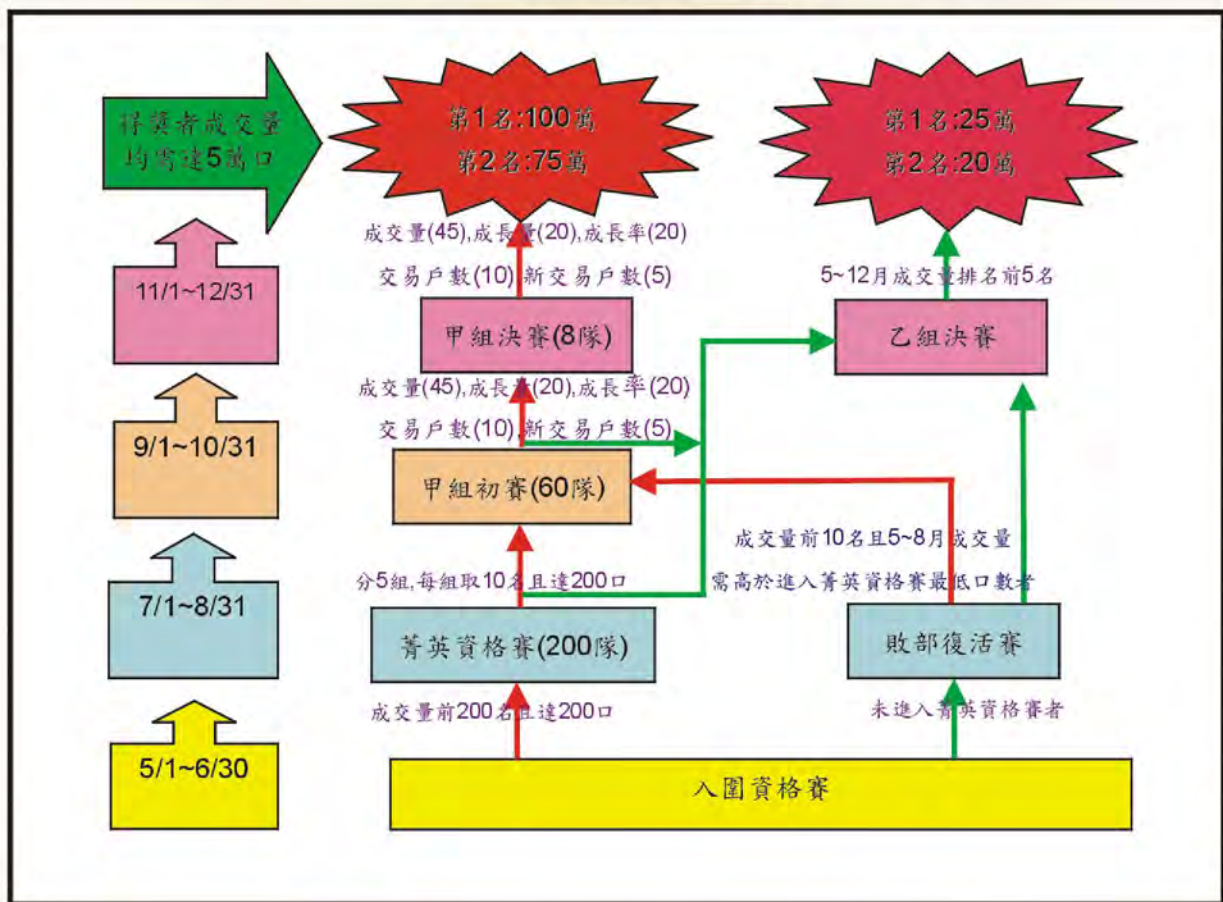 得獎者成交量
均需達5萬口
第1名:100萬
第2名:75萬
第1名:25萬
第2名:20萬
成交量(45),成長量(20),成長率(20)
交易戶數(10),新交易戶數(5)
5~12月成交量排名前5名
11/1~12/31
甲組決賽(8隊)
乙組決賽
成交量(45),成長量(20),成長率(20)
交易戶數(10),新交易戶數(5)
9/1~10/31
甲組初賽(60隊)
成交量前10名且5~8月成交量
需高於進入菁英資格賽最低口數者
分5組,每組取10名且達200口
7/1~8/31
菁英資格賽(200隊)
敗部復活賽
成交量前200名且達200口
未進入菁英資格賽者
5/1~6/30
入圍資格賽